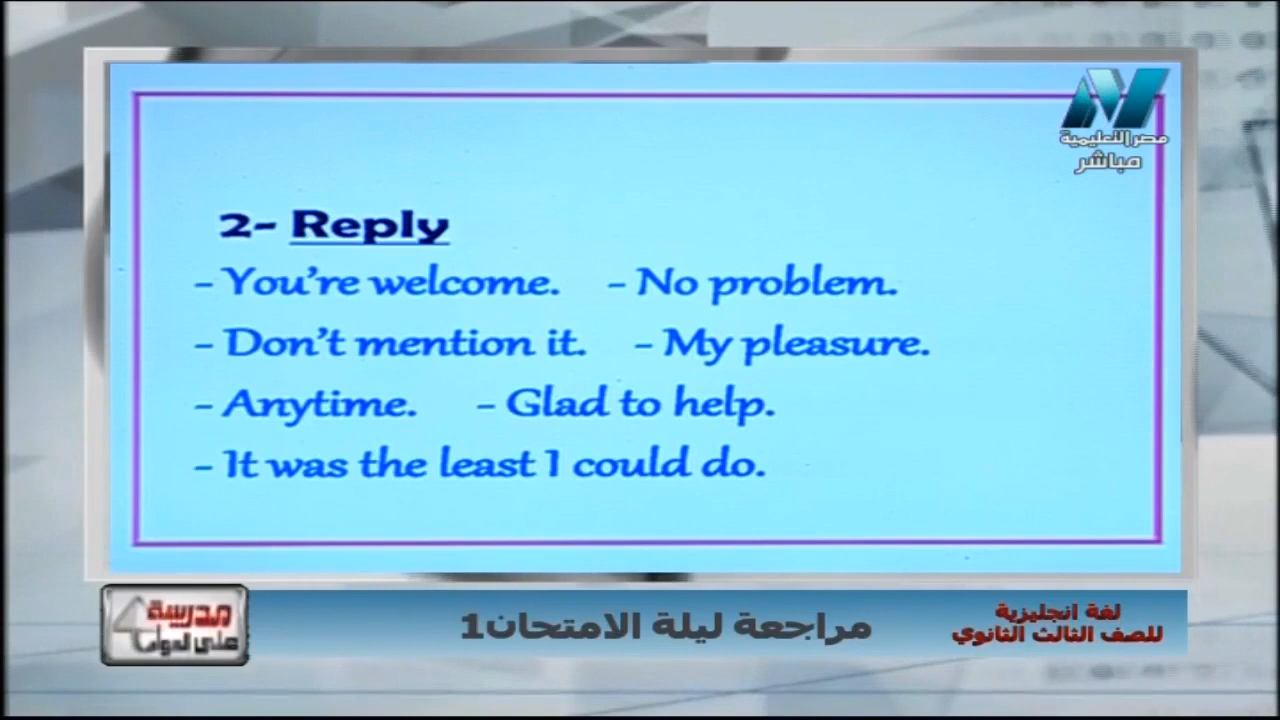 مصر التعليمية
مباشر
2- Reply
- You're welcome. - No problem.
- Don't mention it. - My pleasure.
- Anytime. - Glad to help.
- It was the least I could do.
مدرسة
على الهواء
مراجعة ليلة الامتحان1
لغة انجليزية
للصف الثالث الثانوي